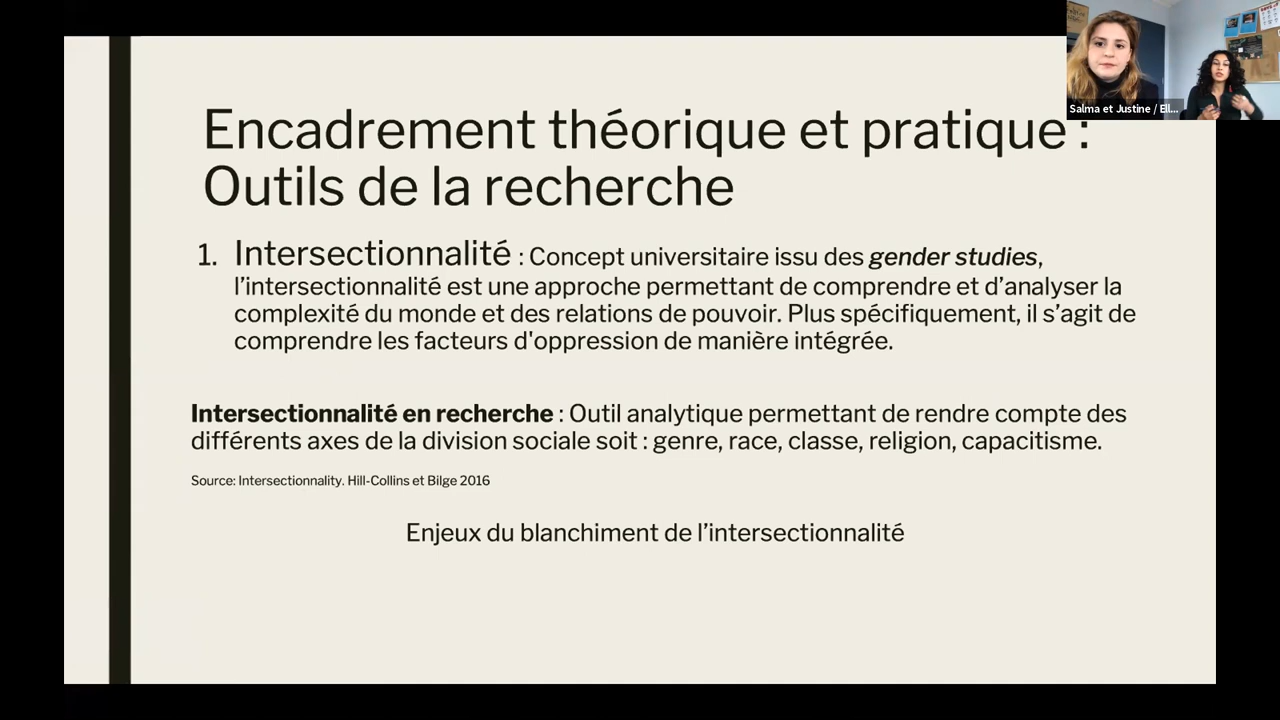 Encadrement théorique et pratique :
Outils de la recherche
1. Intersectionnalité : Concept universitaire issu des gender studies,
l’intersectionnalité est une approche permettant de comprendre et d’analyser la
complexité du monde et des relations de pouvoir. Plus spécifiquement, il s’agit de
comprendre les facteurs d'oppression de manière intégrée.
Intersectionnalité en recherche : Outil analytique permettant de rendre compte des
différents axes de la division sociale soit : genre, race, classe, religion, capacitisme.
Source: Intersectionnality. Hill-Collins et Bilge 2016
Enjeux du blanchiment de l’intersectionnalité
Salma et Justine / Ell...